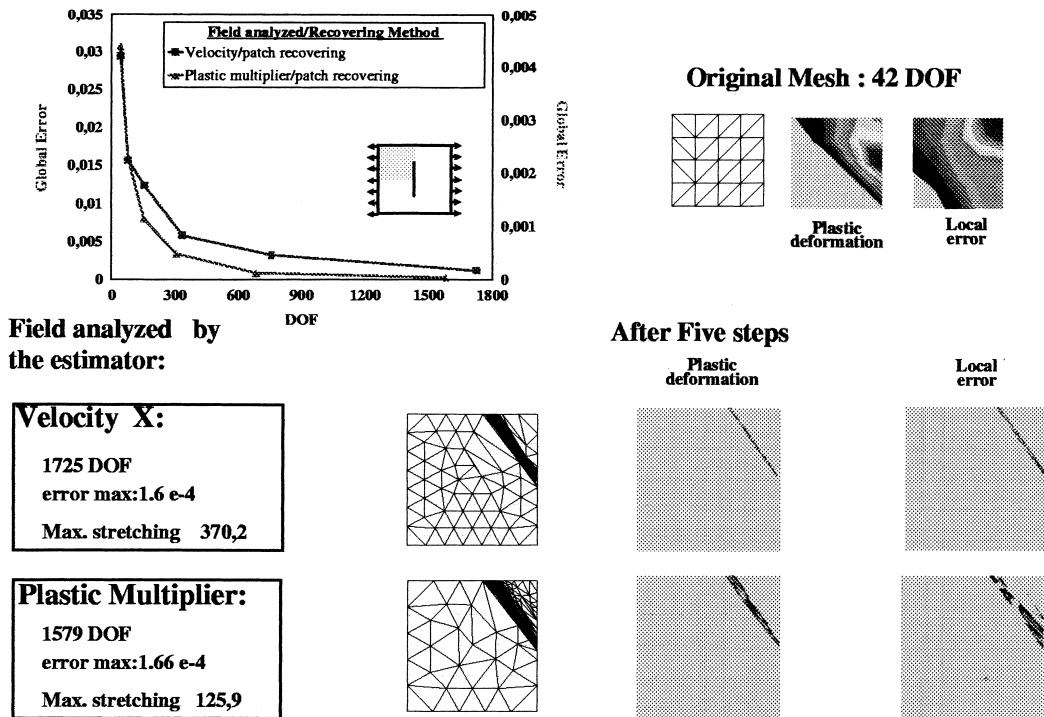 0,035
0,03
0,025
0,02
0,015
0,01
0,005
0
Global Error
0,005
0,004
0,003
0,002
0,001
0
Global Error
Field analyzed/Recovering Method
Velocity/patch recovering
Plastic multiplier/patch recovering
0 300 600 900 1200 1500 1800
DOF
Original Mesh : 42 DOF
Plastic
deformation
Local
error
Field analyzed by
the estimator:
After Five steps
Plastic
deformation
Local
error
Velocity X:
1725 DOF
error max:1.6 e-4
Max. stretching 370,2
Plastic Multiplier:
1579 DOF
error max:1.66 e-4
Max. stretching 125,9